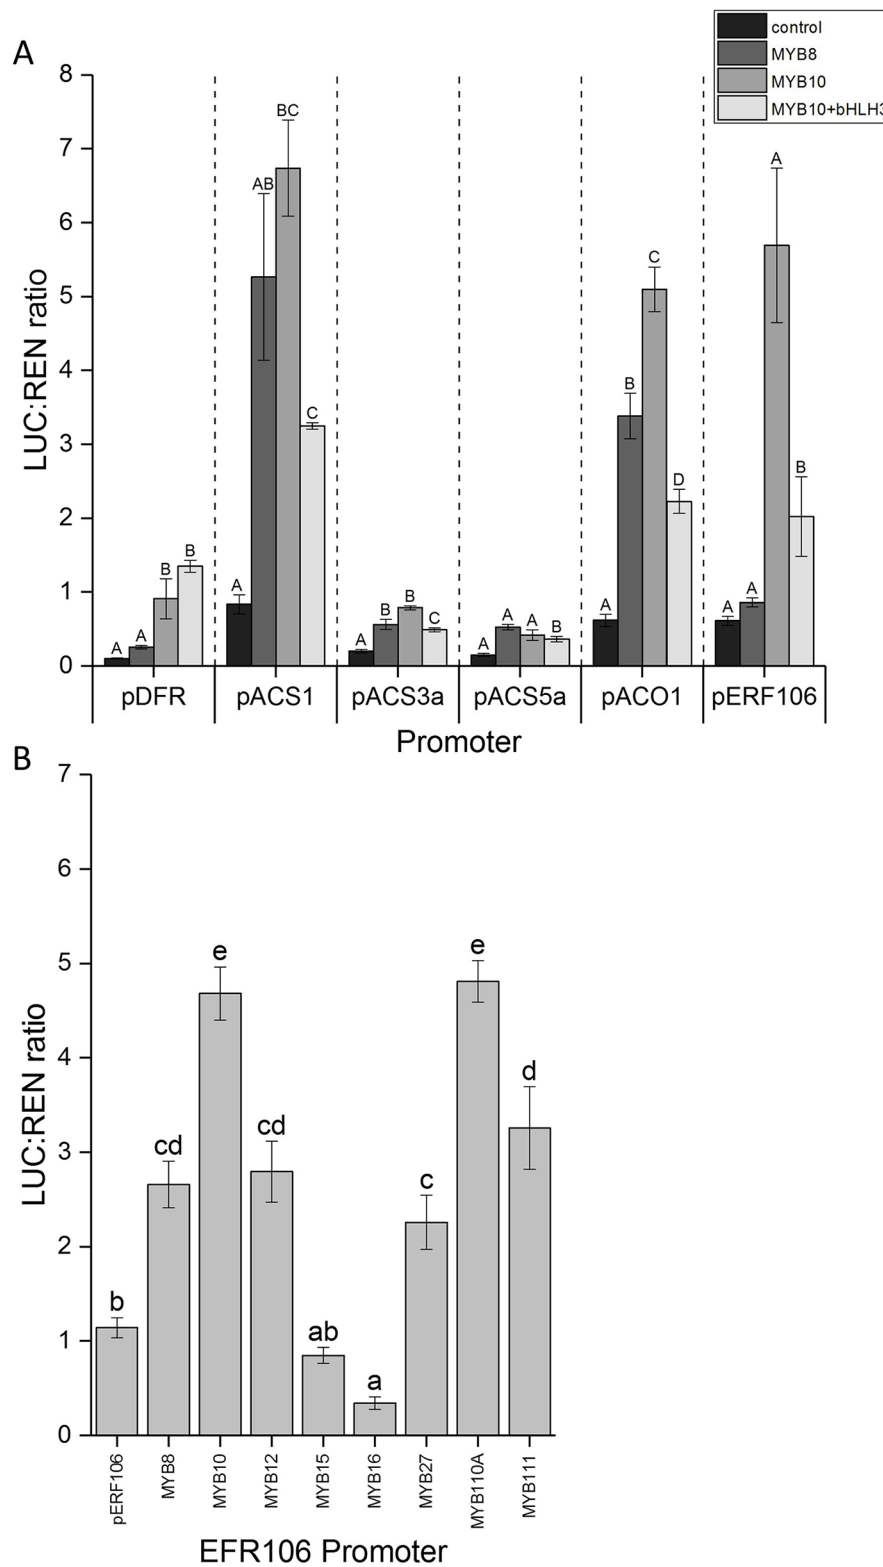 A
control
MYB8
MYB10
MYB10+bHLH3
LUC:REN ratio
8
7
6
5
4
3
2
1
0
A A B B
A AB BC C
A B B C
A A A B
A B C D
A A A B
pDFR pACS1 pACS3a pACS5a pACO1 pERF106
Promoter
B
LUC:REN ratio
7
6
5
4
3
2
1
0
b cd e cd ab a c e d
pERF106 MYB8 MYB10 MYB12 MYB15 MYB16 MYB27 MYB110A MYB111
EFR106 Promoter